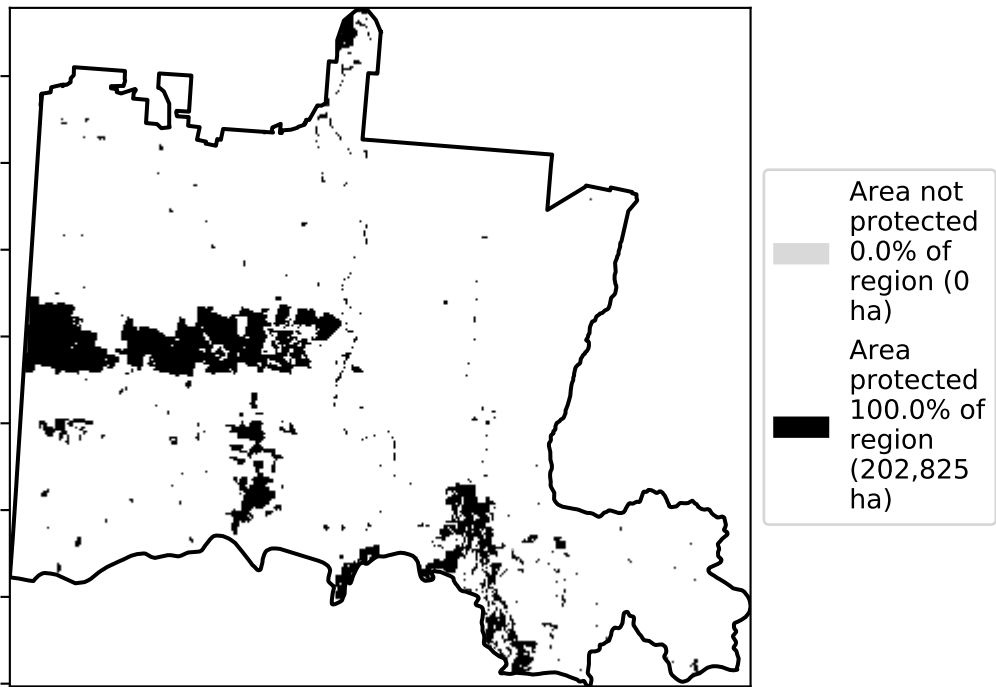 Area not
protected
0.0% of
region (0
ha)
Area
protected
100.0% of
region
(202,825
ha)